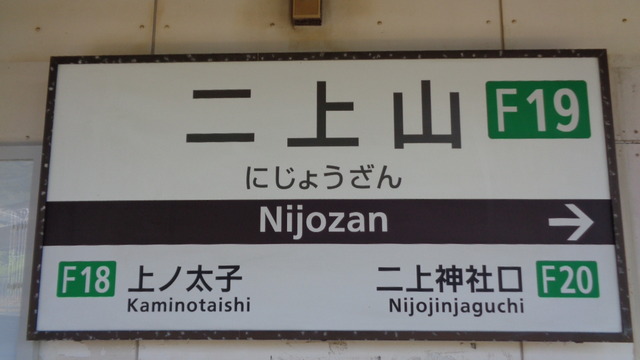 二上山 F19
にじょうざん
Nijozan →
F18 上ノ太子 二上神社口 F20
Kaminotaishi Nijojinjaguchi